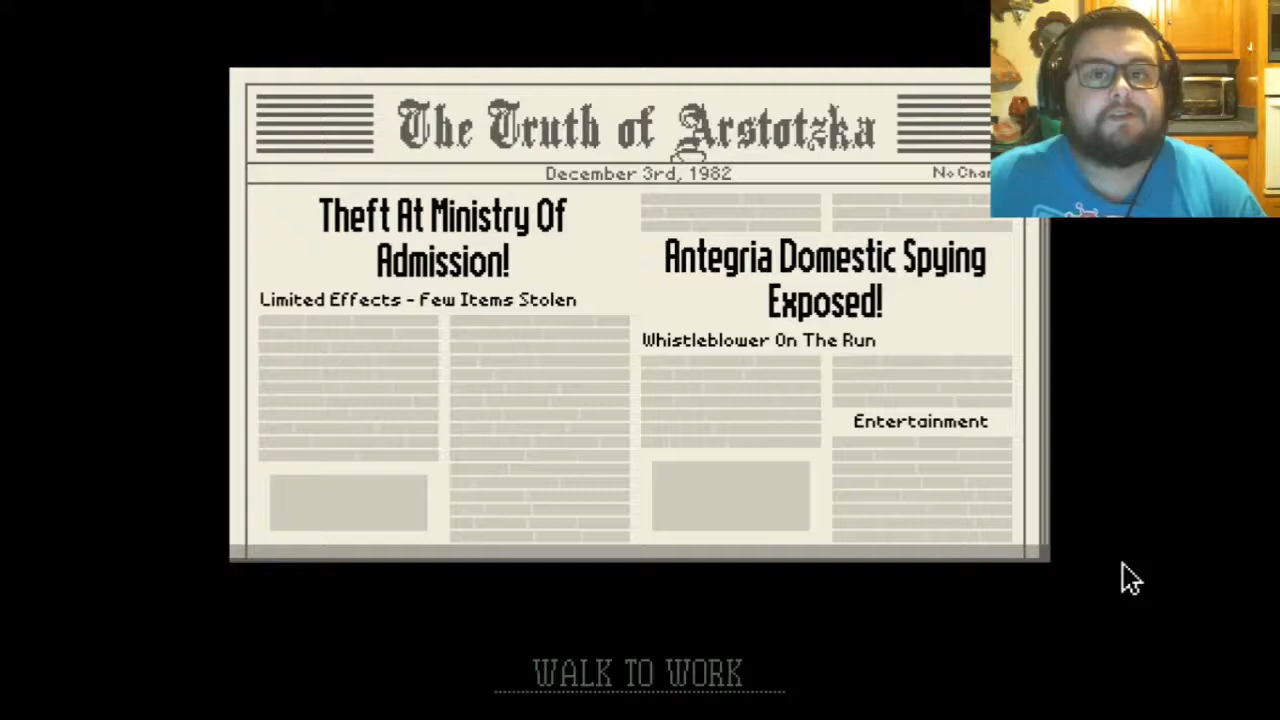 The Truth of Arstotzka
December 3rd, 1982
Theft At Ministry Of
Admission!
Limited Effects - Few Items Stolen
Antegria Domestic Spying
Exposed!
Whistleblower On The Run
Entertainment
WALK TO WORK